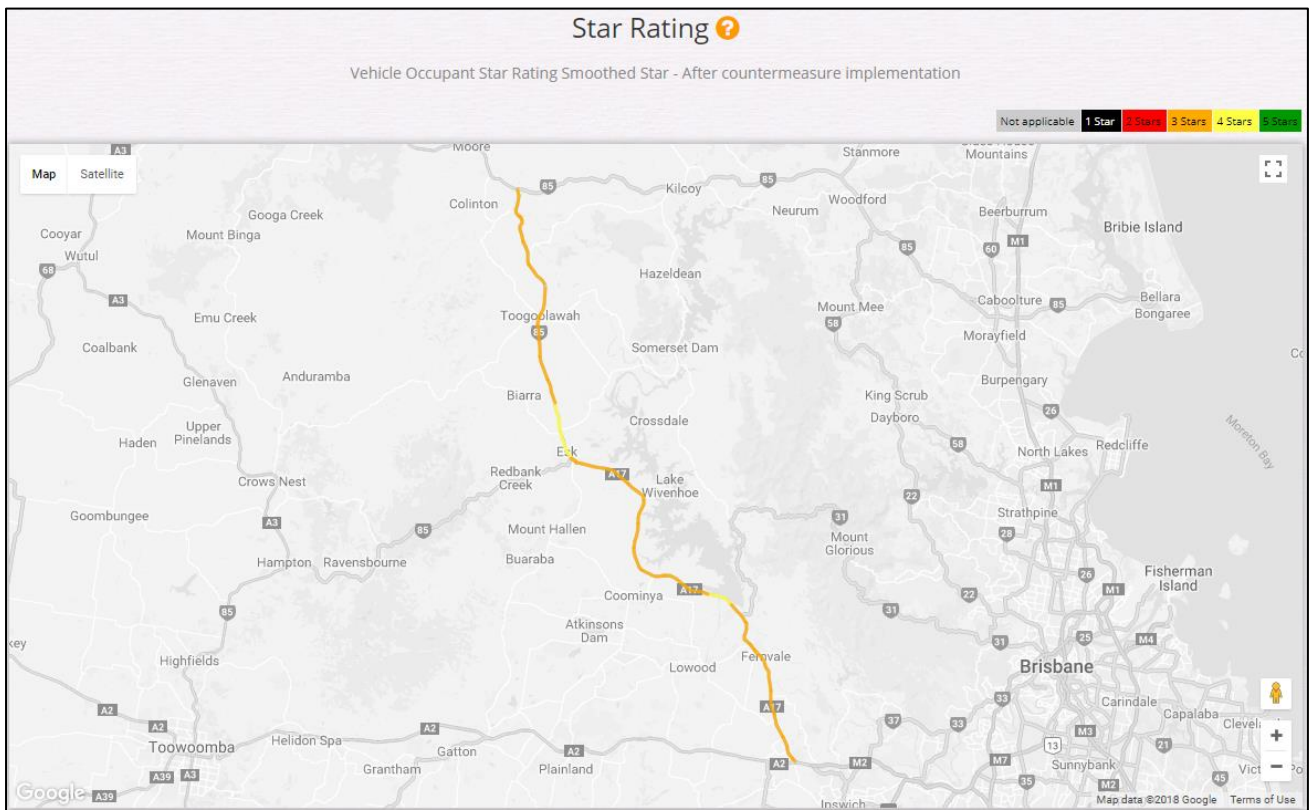 Star Rating ?
Vehicle Occupant Star Rating Smoothed Star - After countermeasure implementation
Not applicable 1 Star 2 Stars 3 Stars 4 Stars 5 Stars
Map Satellite
A3
Moore
85
Stanmore
Mountains
Kilcoy
85
Woodford
Colinton
Neurum
Beerburrum
Googa Creek
Cooyar
Mount Binga
Bribie Island
85
60
M1
Wutul
68
Hazeldean
A3
Caboolture
85
Bellara
Bongaree
Mount Mee
Emu Creek
Toogoolawah
58
85
Morayfield
Coalbank
Somerset Dam
Anduramba
Glenaven
Burpengary
Biarra
King Scrub
Dayboro
26
Crossdale
Upper
Pinelands
Haden
58
North Lakes
Redcliffe
Moreton Bay
Esk
Redbank
Creek
A17
Lake
Wivenhoe
Crows Nest
M1
22
Strathpine
Goombungee
31
A3
85
Mount Hallen
28
Mount
Glorious
Hampton
Ravensbourne
Buaraba
Fisherman
Island
26
M1
Coominya
A17
22
85
31
Atkinsons
Dam
31
25
M4
Highfields
Lowood
Fernvale
Brisbane
33
Carindale
Capalaba
A2
A17
37
33
A2
A2
M3
Toowoomba
Helidon Spa
Gatton
A2
13
21
Grantham
Plainland
A2
M2
M7
Sunnybank
A39
A3
35
M2
45
Google
A39
Ipswich
Map data ©2018 Google Terms of Use